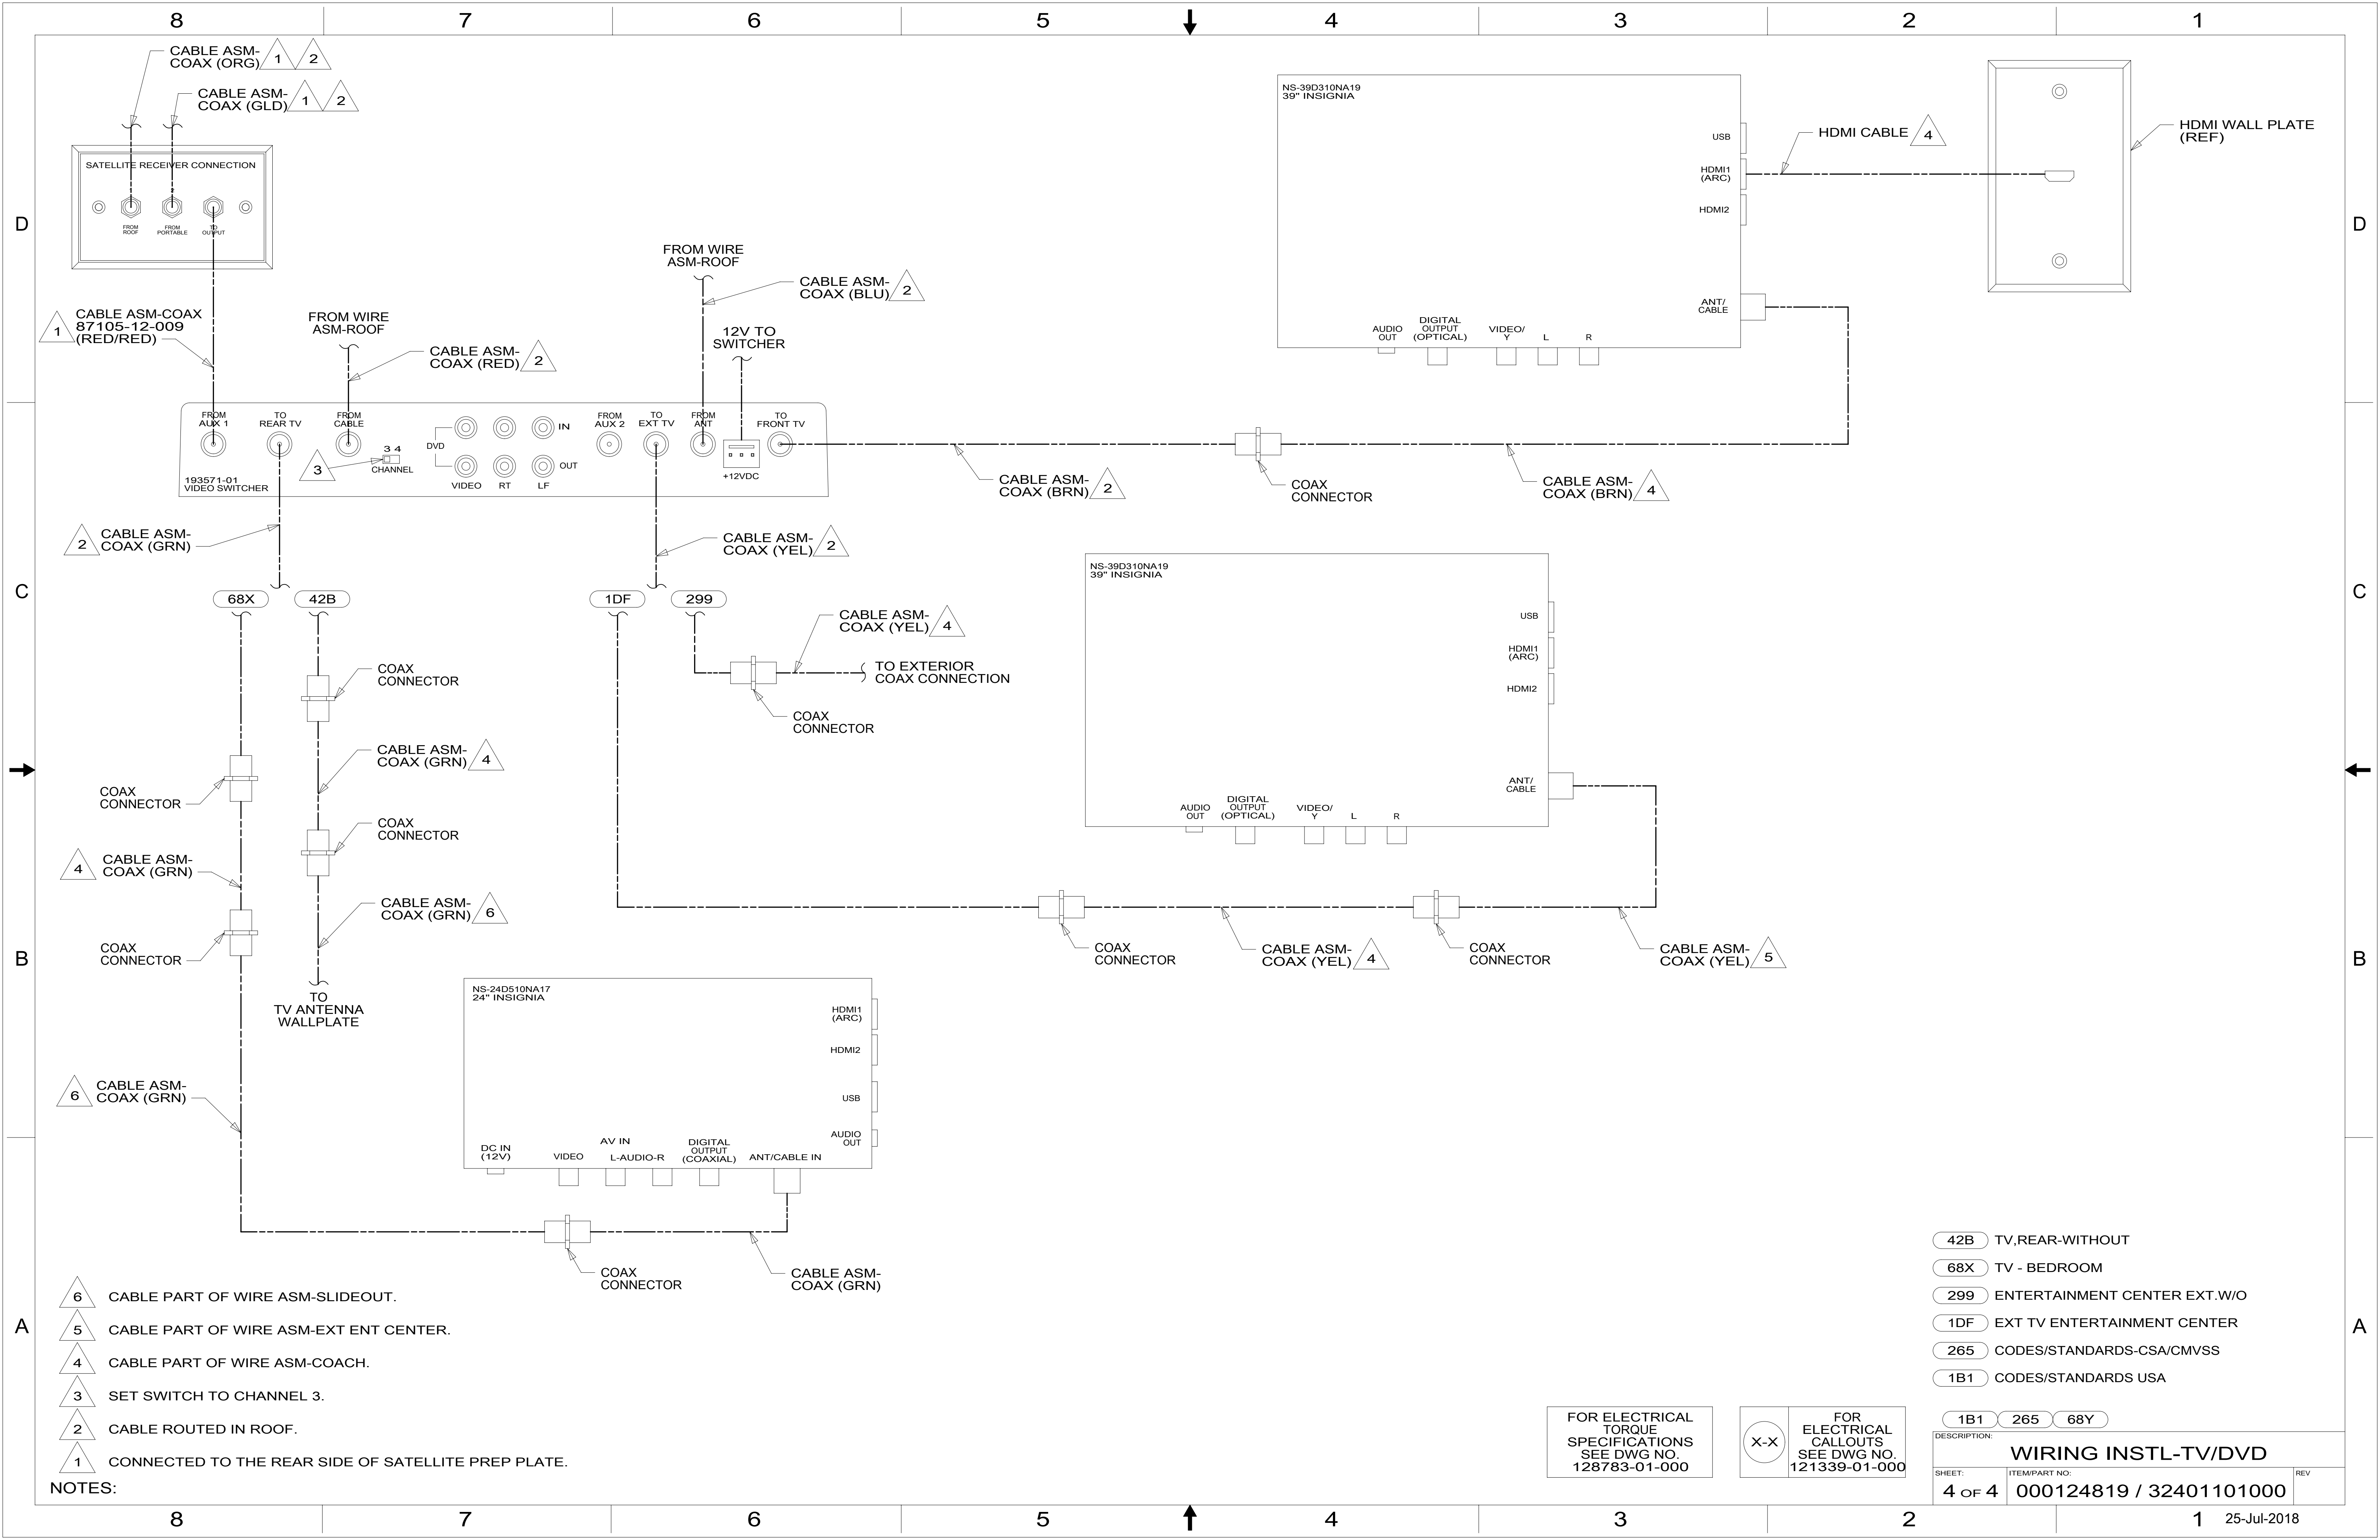 8 7 6 5 4 3 2 1
D
C
B
A
CABLE ASM-
COAX (ORG) 1 2
CABLE ASM-
COAX (GLD) 1 2
SATELLITE RECEIVER CONNECTION
2
FROM
ROOF
FROM
PORTABLE
TO
OUTPUT
1 CABLE ASM-COAX
87105-12-009
(RED/RED)
FROM WIRE
ASM-ROOF
CABLE ASM-
COAX (RED) 2
FROM WIRE
ASM-ROOF
CABLE ASM-
COAX (BLU) 2
12V TO
SWITCHER
FROM
AUX 1
TO
REAR TV
FROM
CABLE
3 4
CHANNEL
3
DVD
IN
OUT
VIDEO RT LF
FROM
AUX 2
TO
EXT TV
FROM
ANT
+12VDC
TO
FRONT TV
193571-01
VIDEO SWITCHER
NS-39D310NA19
39" INSIGNIA
USB
HDMI1
(ARC)
HDMI2
ANT/
CABLE
AUDIO
OUT
DIGITAL
OUTPUT
(OPTICAL)
VIDEO/
Y
L
R
HDMI CABLE 4
HDMI WALL PLATE
(REF)
CABLE ASM-
COAX (BRN) 2
COAX
CONNECTOR
CABLE ASM-
COAX (BRN) 4
2 CABLE ASM-
COAX (GRN)
CABLE ASM-
COAX (YEL) 2
68X 42B
1DF 299
CABLE ASM-
COAX (YEL) 4
TO EXTERIOR
COAX CONNECTION
COAX
CONNECTOR
COAX
CONNECTOR
CABLE ASM-
COAX (GRN) 4
COAX
CONNECTOR
COAX
CONNECTOR
4 CABLE ASM-
COAX (GRN)
CABLE ASM-
COAX (GRN) 6
COAX
CONNECTOR
TO
TV ANTENNA
WALLPLATE
NS-39D310NA19
39" INSIGNIA
USB
HDMI1
(ARC)
HDMI2
ANT/
CABLE
AUDIO
OUT
DIGITAL
OUTPUT
(OPTICAL)
VIDEO/
Y
L
R
COAX
CONNECTOR
CABLE ASM-
COAX (YEL) 4
COAX
CONNECTOR
CABLE ASM-
COAX (YEL) 5
6 CABLE ASM-
COAX (GRN)
NS-24D510NA17
24" INSIGNIA
HDMI1
(ARC)
HDMI2
USB
AUDIO
OUT
DC IN
(12V)
VIDEO
AV IN
L-AUDIO-R
DIGITAL
OUTPUT
(COAXIAL)
ANT/CABLE IN
COAX
CONNECTOR
CABLE ASM-
COAX (GRN)
6 CABLE PART OF WIRE ASM-SLIDEOUT.
5 CABLE PART OF WIRE ASM-EXT ENT CENTER.
4 CABLE PART OF WIRE ASM-COACH.
3 SET SWITCH TO CHANNEL 3.
2 CABLE ROUTED IN ROOF.
1 CONNECTED TO THE REAR SIDE OF SATELLITE PREP PLATE.
NOTES:
42B TV,REAR-WITHOUT
68X TV - BEDROOM
299 ENTERTAINMENT CENTER EXT.W/O
1DF EXT TV ENTERTAINMENT CENTER
265 CODES/STANDARDS-CSA/CMVSS
1B1 CODES/STANDARDS USA
FOR ELECTRICAL
TORQUE
SPECIFICATIONS
SEE DWG NO.
128783-01-000
X-X
FOR
ELECTRICAL
CALLOUTS
SEE DWG NO.
121339-01-000
1B1 265 68Y
DESCRIPTION:
WIRING INSTL-TV/DVD
SHEET:
4 OF 4
ITEM/PART NO:
000124819 / 32401101000
REV
D
C
B
A
8 7 6 5 4 3 2 1
25-Jul-2018